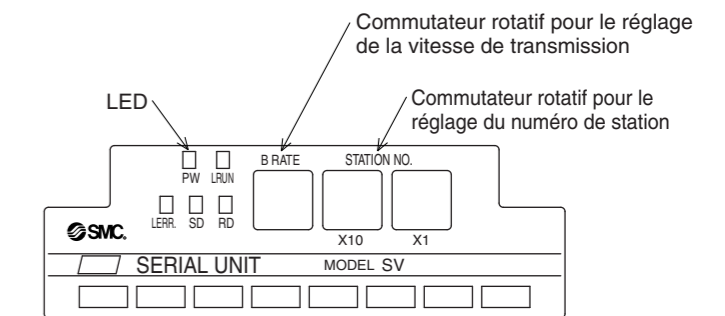 Commutateur rotatif pour le réglage
de la vitesse de transmission
LED
Commutateur rotatif pour le
réglage du numéro de station
B RATE
STATION NO.
PW
LRUN
LERR.
SD
RD
SMC.
X10
X1
SERIAL UNIT
MODEL SV